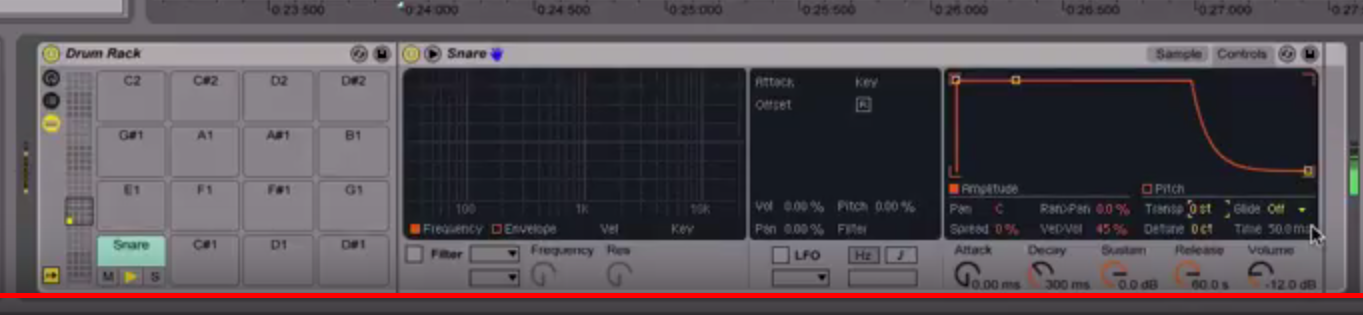 0:23:500 0:24:000 0:24:500 0:25:000 0:25:500 0:26:000 0:26:500 0:27:000 0:27:
Drum Rack
Snare
Sample Controls
C2 C#2 D2 D#2
G#1 A1 A#1 B1
E1 F1 F#1 G1
Snare C#1 D1 D#1
M S
100 1K 10K
Frequency Envelope Vel Key
Filter Frequency Res
Attack Key
Offset R
Vol 0.00 % Pitch 0.00 %
Pan 0.00 % Filter
LFO Hz
Amplitude Pitch
Pan C Ran>Pan 0.0 % Transp 0 st Glide Off
Spread 0 % Vel>Vol 45 % Detune 0 ct Time 50.0 ms
Attack Decay Sustain Release Volume
0.00 ms 300 ms 0.0 dB 60.0 s -12.0 dB